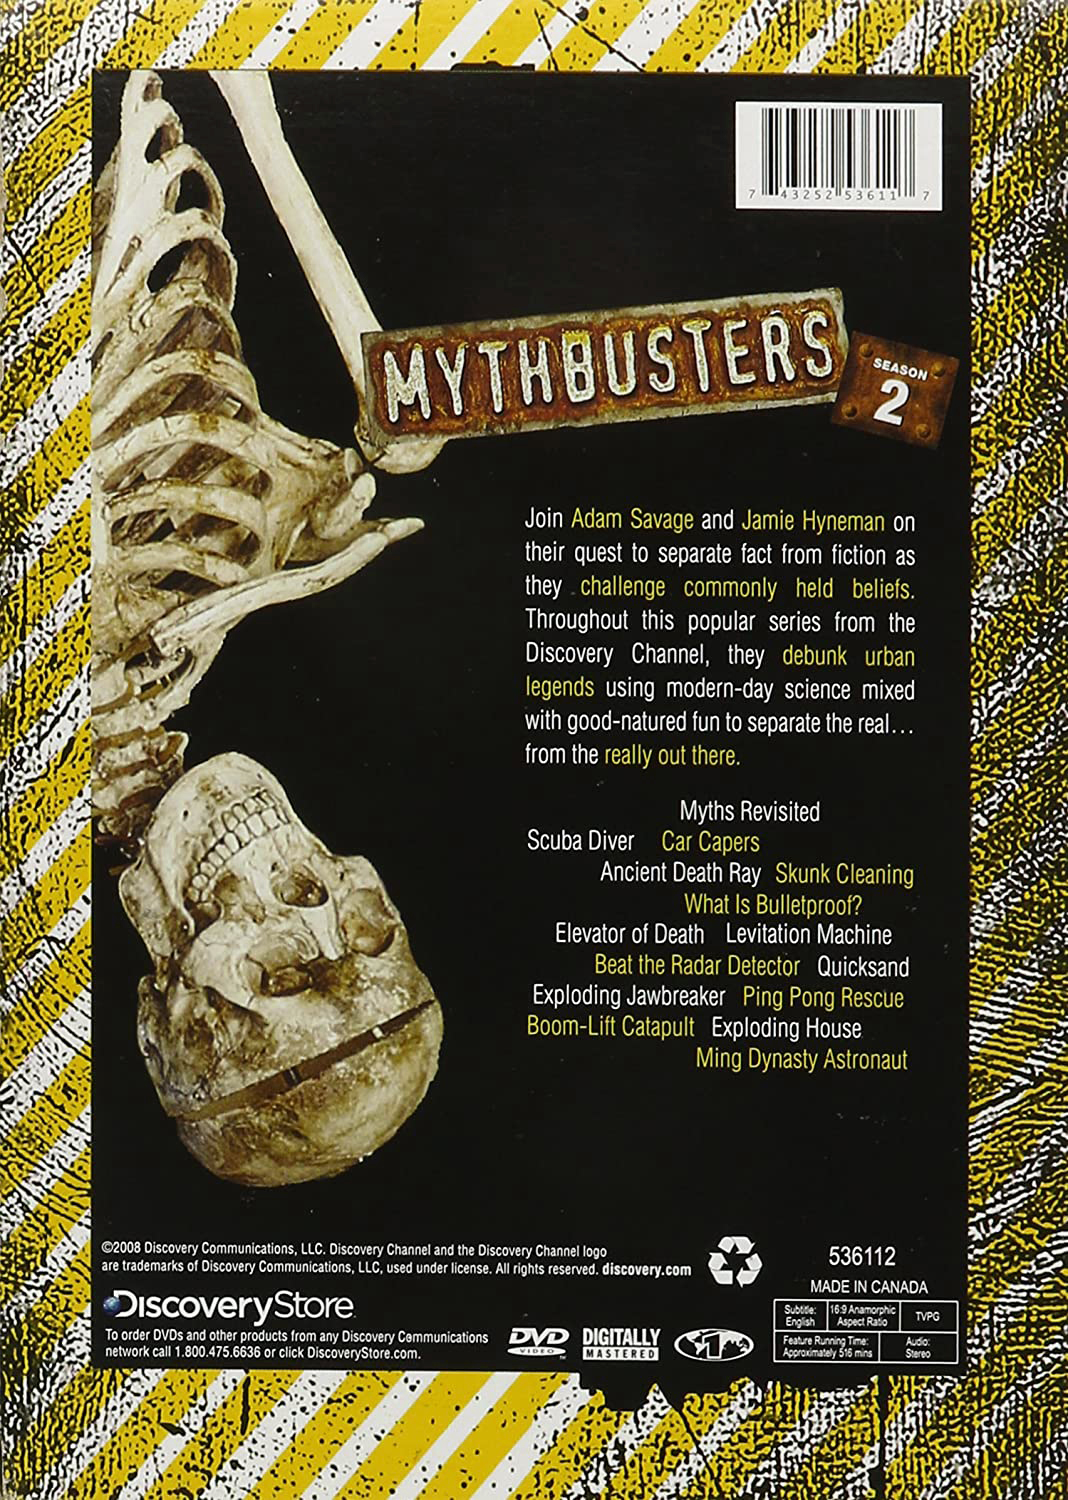 7 43252 53611 7
MYTHBUSTERS
SEASON
2
Join Adam Savage and Jamie Hyneman on
their quest to separate fact from fiction as
they challenge commonly held beliefs.
Throughout this popular series from the
Discovery Channel, they debunk urban
legends using modern-day science mixed
with good-natured fun to separate the real...
from the really out there.
Myths Revisited
Scuba Diver Car Capers
Ancient Death Ray Skunk Cleaning
What Is Bulletproof?
Elevator of Death Levitation Machine
Beat the Radar Detector Quicksand
Exploding Jawbreaker Ping Pong Rescue
Boom-Lift Catapult Exploding House
Ming Dynasty Astronaut
©2008 Discovery Communications, LLC. Discovery Channel and the Discovery Channel logo
are trademarks of Discovery Communications, LLC, used under license. All rights reserved. discovery.com
DiscoveryStore
To order DVDs and other products from any Discovery Communications
network call 1.800.475.6636 or click DiscoveryStore.com.
DVD
VIDEO
TM
DIGITALLY
MASTERED
1
536112
MADE IN CANADA
Subtitle:
English
16:9 Anamorphic
Aspect Ratio
TVPG
Feature Running Time:
Approximately 516 mins
Audio:
Stereo